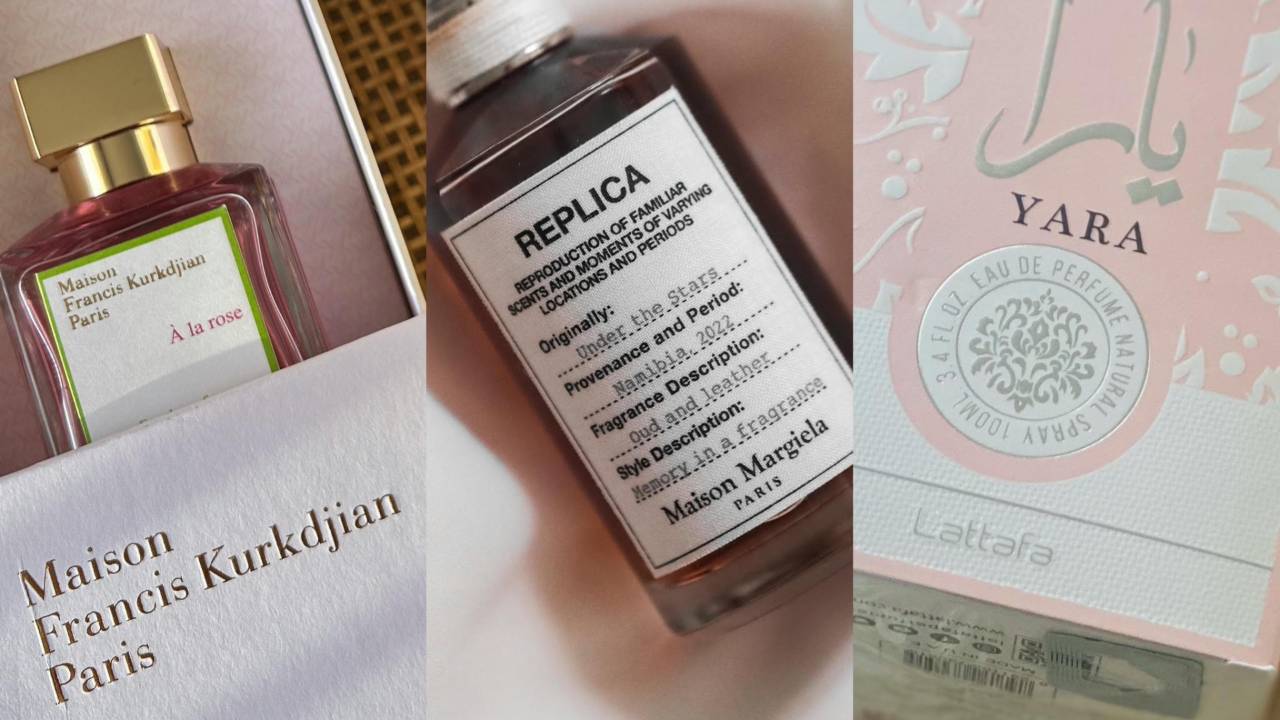 Maison
Francis Kurkdjian
Paris
À la rose
Maison
Francis Kurkdjian
Paris
REPLICA
REPRODUCTION OF FAMILIAR
SCENTS AND MOMENTS OF VARYING
LOCATIONS AND PERIODS
Originally:
Under the Stars
Provenance and Period:
Namibia, 2022
Fragrance Description:
Oud and leather
Style Description:
Memory in a fragrance
Maison Margiela
PARIS
يارا
YARA
EAU DE PERFUME NATURAL SPRAY 100ML 3 4 FL OZ
Lattafa
MADE IN UAE